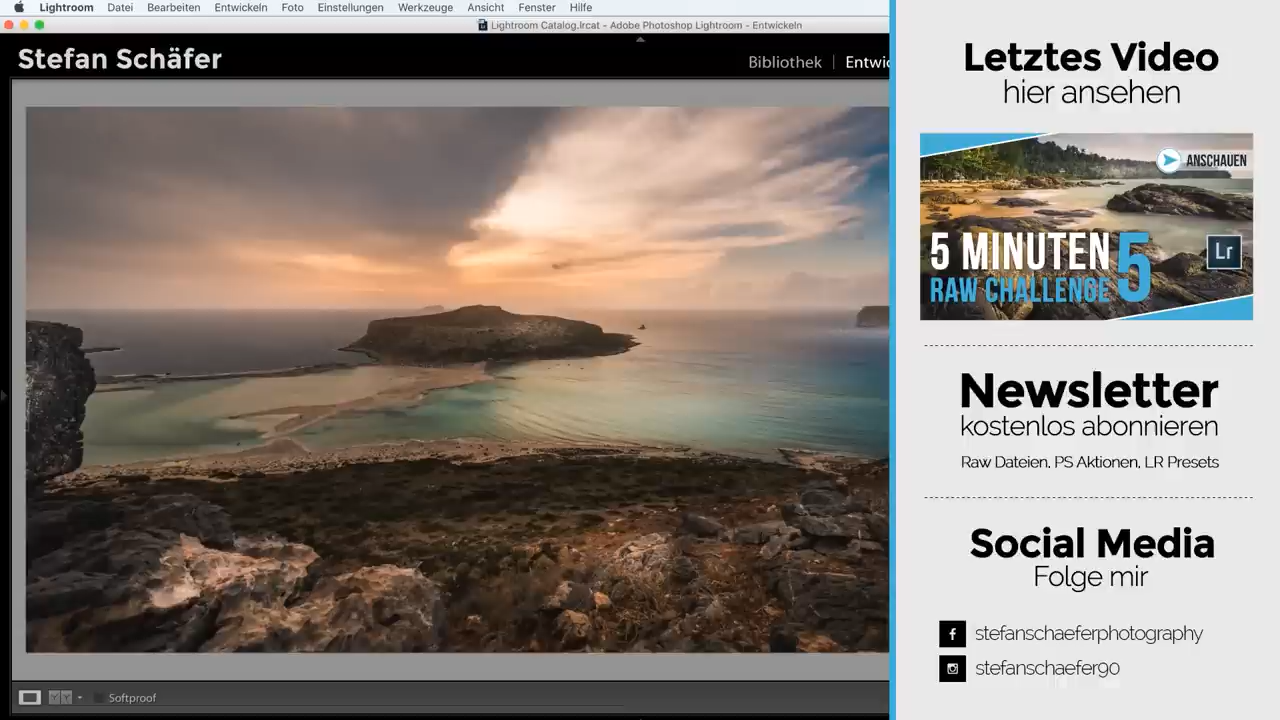 Lightroom Datei Bearbeiten Entwickeln Foto Einstellungen Werkzeuge Ansicht Fenster Hilfe
Lightroom Catalog.lrcat - Adobe Photoshop Lightroom - Entwickeln
Stefan Schäfer
Bibliothek | Entwic
Softproof
Letztes Video
hier ansehen
ANSCHAUEN
5 MINUTEN 5
RAW CHALLENGE
Lr
Newsletter
kostenlos abonnieren
Raw Dateien, PS Aktionen, LR Presets
Social Media
Folge mir
stefanschaeferphotography
stefanschaefer90